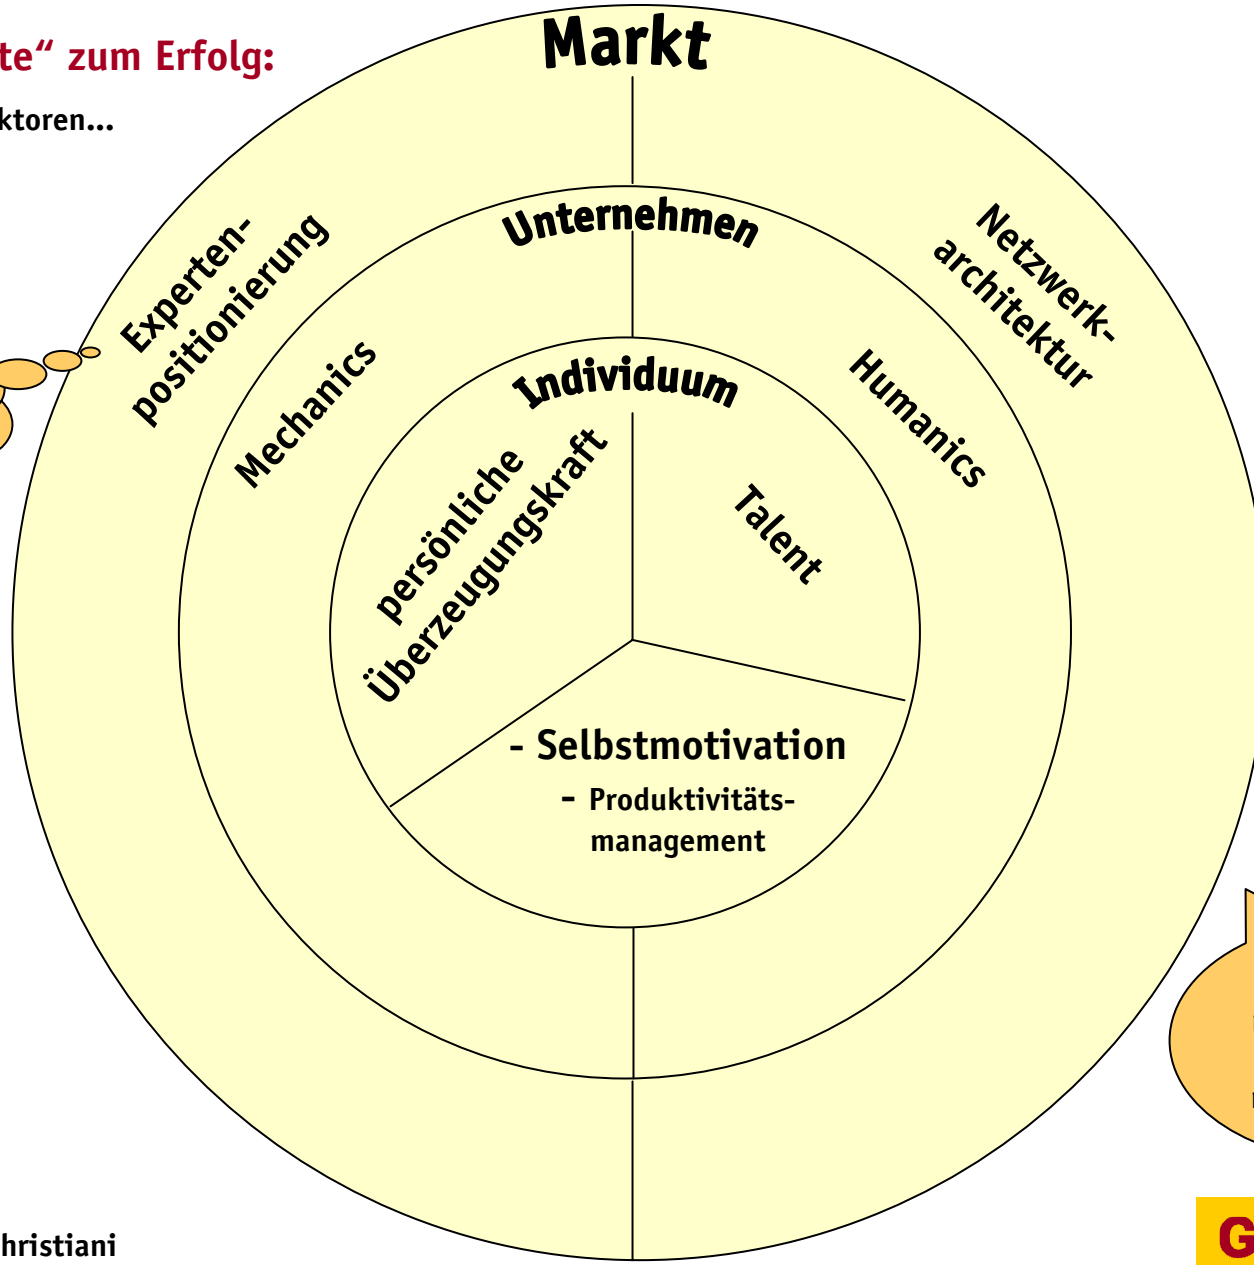 te“ zum Erfolg:
ktoren...
Markt
Unternehmen
Individuum
Experten-
positionierung
Netzwerk-
architektur
Mechanics
Humanics
persönliche
Überzeugungskraft
Talent
- Selbstmotivation
- Produktivitäts-
management
hristiani
G